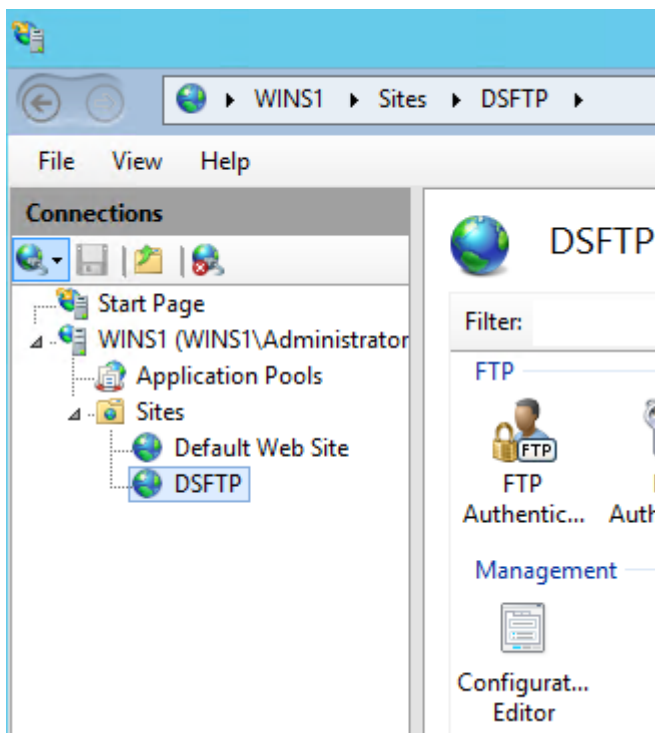 WINS1 Sites DSFTP
File View Help
Connections
Start Page
WINS1 (WINS1\Administrator
Application Pools
Sites
Default Web Site
DSFTP
DSFTP
Filter:
FTP
FTP
FTP
Authentic... Auth
Management
Configurat...
Editor